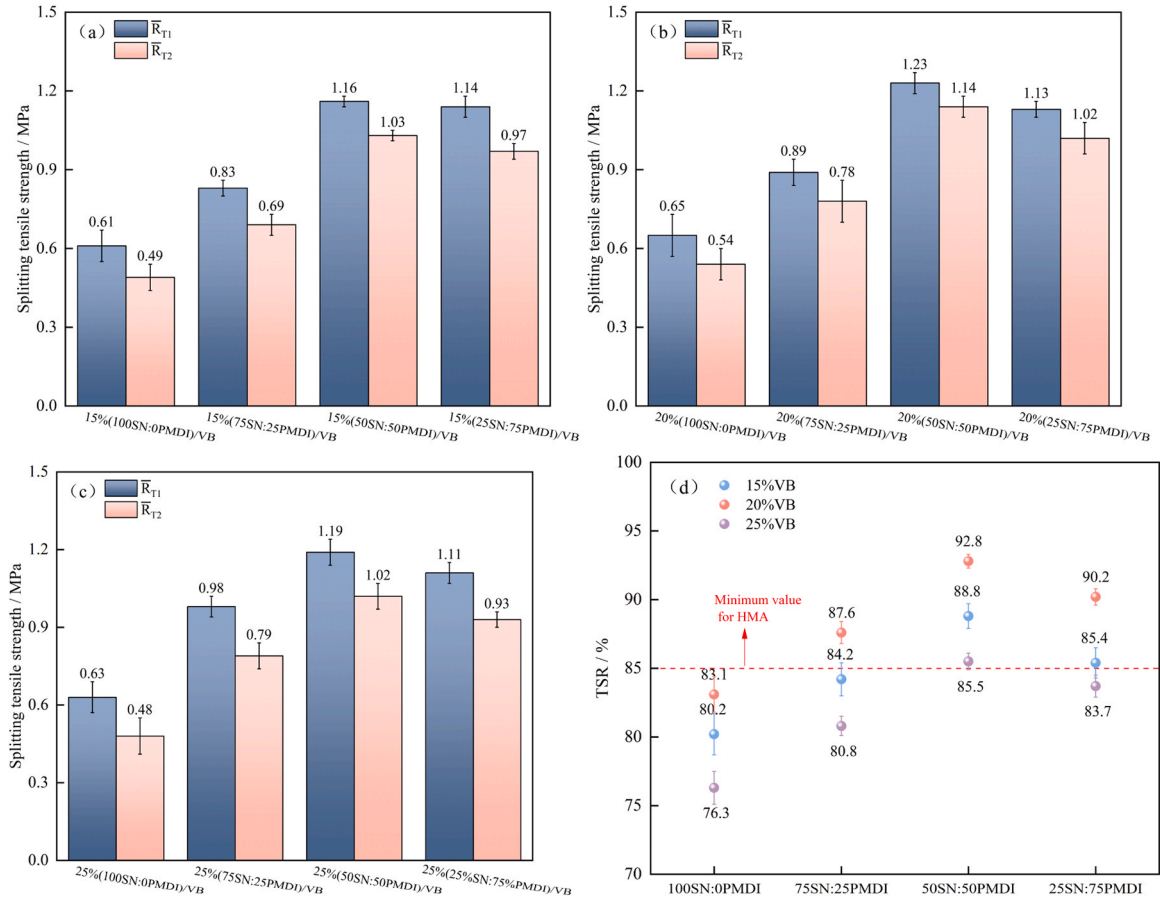 (a)
R̅T1
R̅T2
Splitting tensile strength / MPa
1.5
1.2
0.9
0.6
0.3
0.0
0.61
0.49
0.83
0.69
1.16
1.03
1.14
0.97
15%(100SN:0PMDI)/VB
15%(75SN:25PMDI)/VB
15%(50SN:50PMDI)/VB
15%(25SN:75PMDI)/VB
(b)
R̅T1
R̅T2
Splitting tensile strength / MPa
1.5
1.2
0.9
0.6
0.3
0.0
0.65
0.54
0.89
0.78
1.23
1.14
1.13
1.02
20%(100SN:0PMDI)/VB
20%(75SN:25PMDI)/VB
20%(50SN:50PMDI)/VB
20%(25SN:75PMDI)/VB
(c)
R̅T1
R̅T2
Splitting tensile strength / MPa
1.5
1.2
0.9
0.6
0.3
0.0
0.63
0.48
0.98
0.79
1.19
1.02
1.11
0.93
25%(100SN:0PMDI)/VB
25%(75SN:25PMDI)/VB
25%(50SN:50PMDI)/VB
25%(25%SN:75%PMDI)/VB
(d)
15%VB
20%VB
25%VB
TSR / %
100
95
90
85
80
75
70
Minimum value
for HMA
83.1
80.2
76.3
87.6
84.2
80.8
92.8
88.8
85.5
90.2
85.4
83.7
100SN:0PMDI
75SN:25PMDI
50SN:50PMDI
25SN:75PMDI